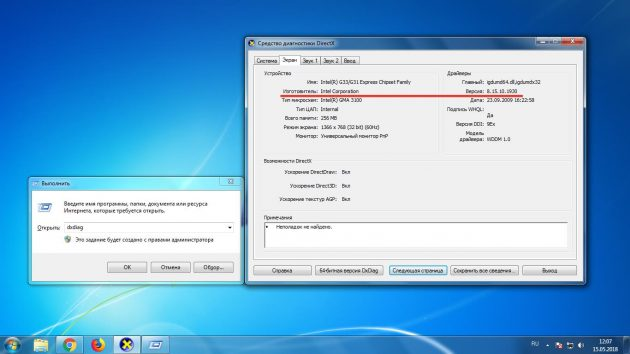 Средство диагностики DirectX
Система Экран Звук 1 Звук 2 Ввод
Устройство
Имя: Intel(R) G33/G31 Express Chipset Family
Изготовитель: Intel Corporation
Тип микросхем: Intel(R) GMA 3100
Тип ЦАП: Internal
Всего памяти: 256 MB
Режим экрана: 1366 x 768 (32 bit) (60Hz)
Монитор: Универсальный монитор PnP
Драйверы
Главный: igdumd64.dll,igdumdx32
Версия: 8.15.10.1930
Дата: 23.09.2009 16:22:58
Подпись WHQL: Да
Версия DDI: 9Ex
Модель драйвера: WDDM 1.0
Возможности DirectX
Ускорение DirectDraw: Вкл
Ускорение Direct3D: Вкл
Ускорение текстур AGP: Вкл
Примечания
• Неполадок не найдено.
Справка 64-битная версия DxDiag Следующая страница Сохранить все сведения... Выход
Выполнить
Введите имя программы, папки, документа или ресурса
Интернета, которые требуется открыть.
Открыть: dxdiag
Это задание будет создано с правами администратора
ОК Отмена Обзор...
RU
12:07
15.05.2018